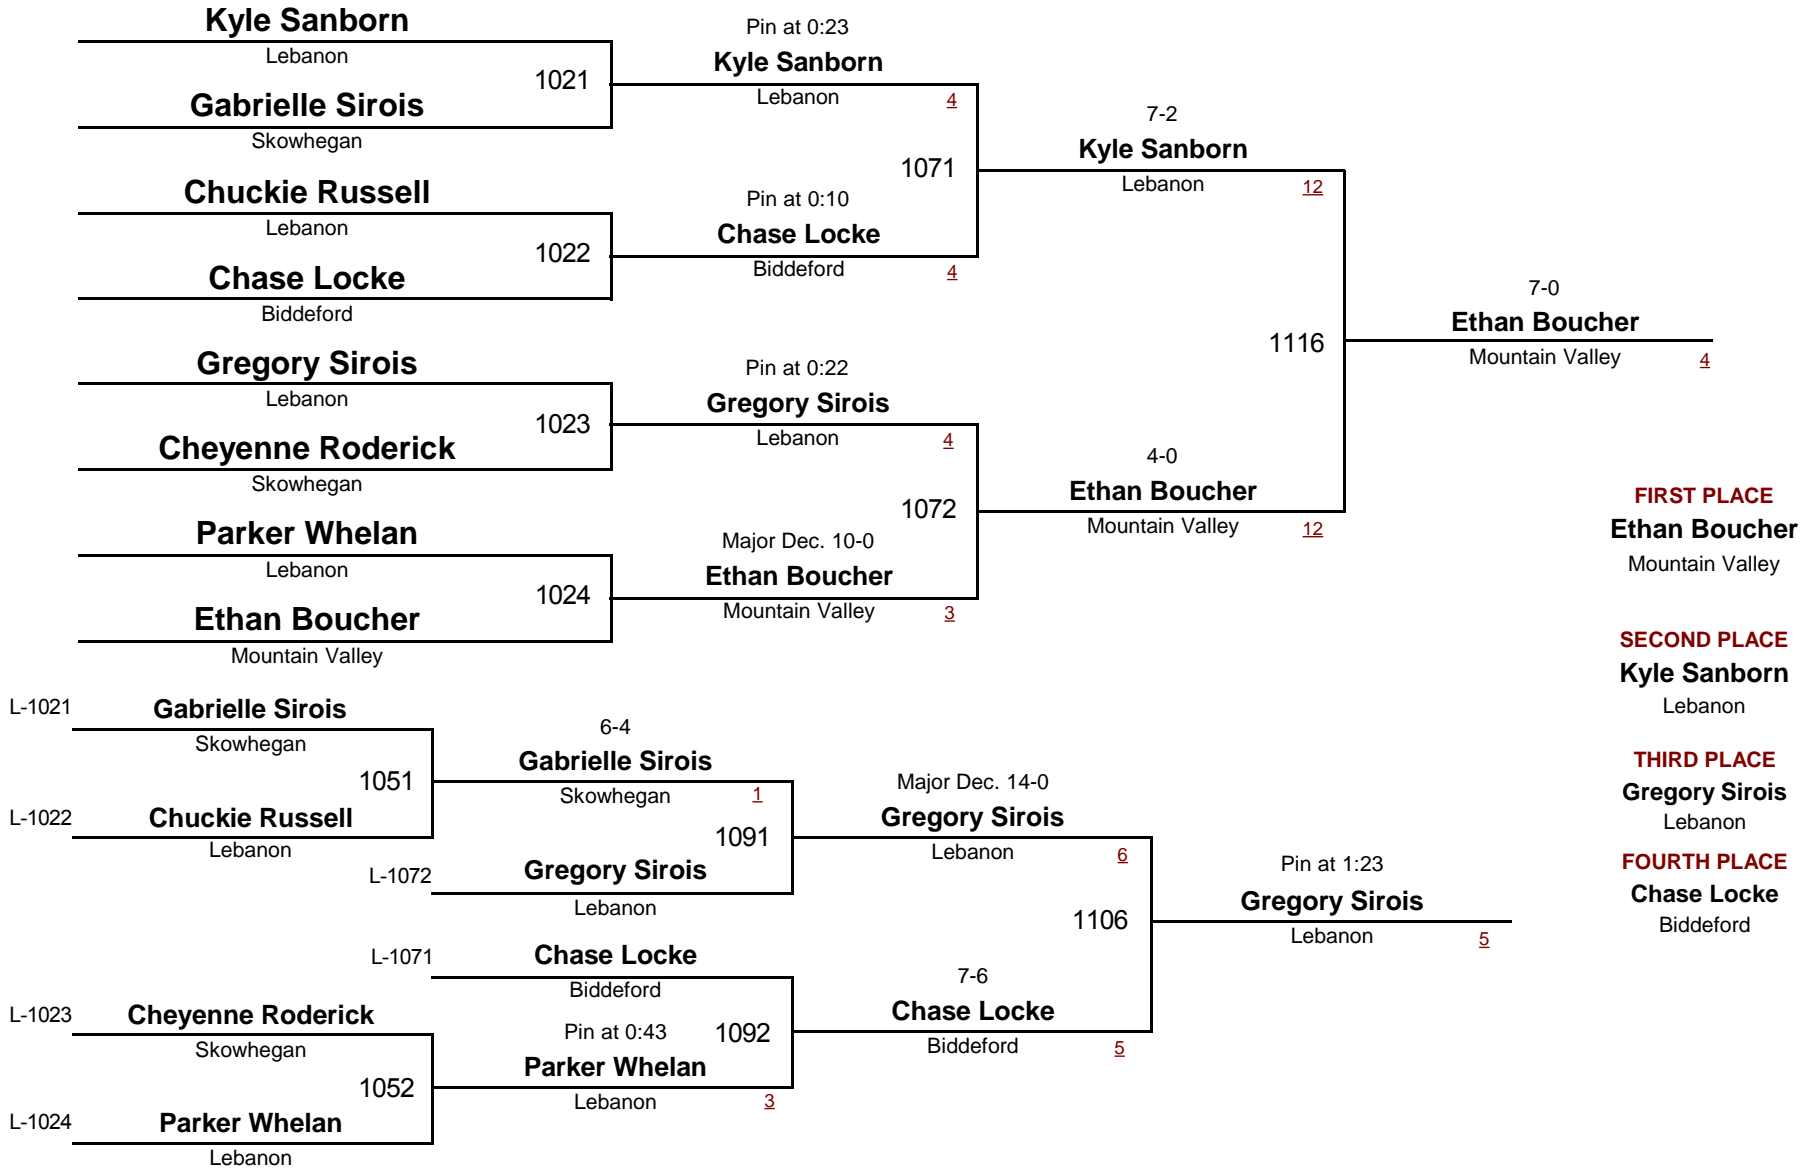 Kyle Sanborn
Lebanon
1021
Gabrielle Sirois
Skowhegan
Chuckie Russell
Lebanon
1022
Chase Locke
Biddeford
Gregory Sirois
Lebanon
1023
Cheyenne Roderick
Skowhegan
Parker Whelan
Lebanon
1024
Ethan Boucher
Mountain Valley
Pin at 0:23
Kyle Sanborn
Lebanon 4
1071
Pin at 0:10
Chase Locke
Biddeford 4
Pin at 0:22
Gregory Sirois
Lebanon 4
1072
Major Dec. 10-0
Ethan Boucher
Mountain Valley 3
7-2
Kyle Sanborn
Lebanon 12
1116
4-0
Ethan Boucher
Mountain Valley 12
7-0
Ethan Boucher
Mountain Valley 4
FIRST PLACE
Ethan Boucher
Mountain Valley
SECOND PLACE
Kyle Sanborn
Lebanon
THIRD PLACE
Gregory Sirois
Lebanon
FOURTH PLACE
Chase Locke
Biddeford
L-1021 Gabrielle Sirois
Skowhegan
1051
L-1022 Chuckie Russell
Lebanon
6-4
Gabrielle Sirois
Skowhegan 1
1091
L-1072 Gregory Sirois
Lebanon
L-1071 Chase Locke
Biddeford
L-1023 Cheyenne Roderick
Skowhegan
1052
L-1024 Parker Whelan
Lebanon
Pin at 0:43 1092
Parker Whelan
Lebanon 3
Major Dec. 14-0
Gregory Sirois
Lebanon 6
1106
7-6
Chase Locke
Biddeford 5
Pin at 1:23
Gregory Sirois
Lebanon 5